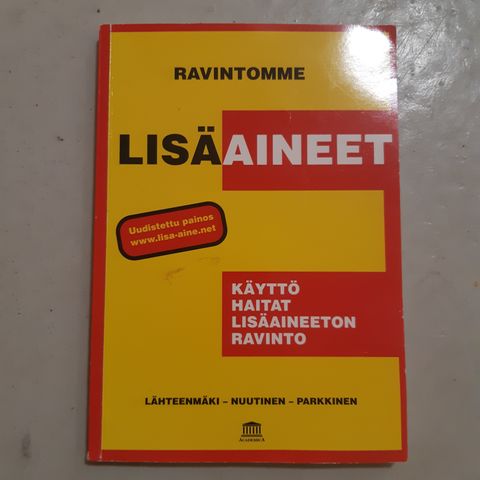 RAVINTOMME
LISÄAINEET
Uudistettu painos
www.lisa-aine.net
KÄYTTÖ
HAITAT
LISÄAINEETON
RAVINTO
LÄHTEENMÄKI – NUUTINEN – PARKKINEN
ACADEMICA